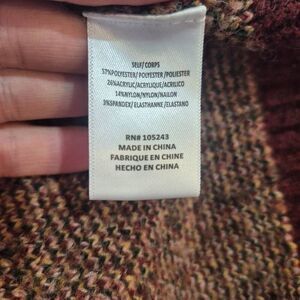 SELF/CORPS
57%POLYESTER/POLYESTER/POLIESTER
26%ACRYLIC/ACRYLIQUE/ACRILICO
14%NYLON/NYLON/NAILON
3%SPANDEX/ELASTHANNE/ELASTANO
RN# 105243
MADE IN CHINA
FABRIQUE EN CHINE
HECHO EN CHINA